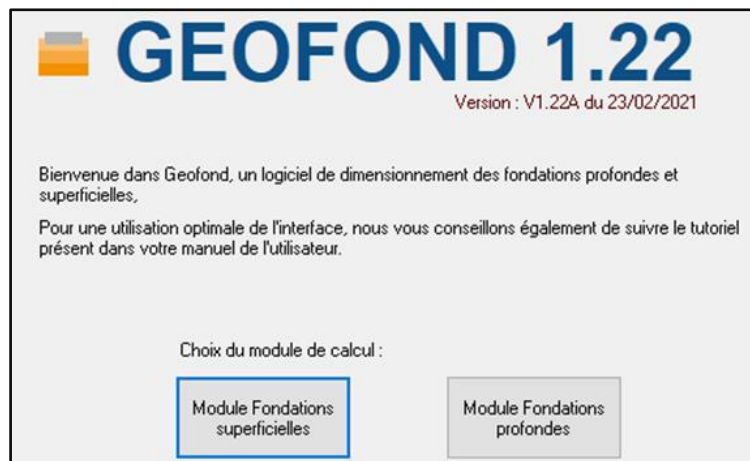 GEOFOND 1.22
Version : V1.22A du 23/02/2021
Bienvenue dans Geofond, un logiciel de dimensionnement des fondations profondes et
superficielles,
Pour une utilisation optimale de l'interface, nous vous conseillons également de suivre le tutoriel
présent dans votre manuel de l'utilisateur.
Choix du module de calcul :
Module Fondations
superficielles
Module Fondations
profondes